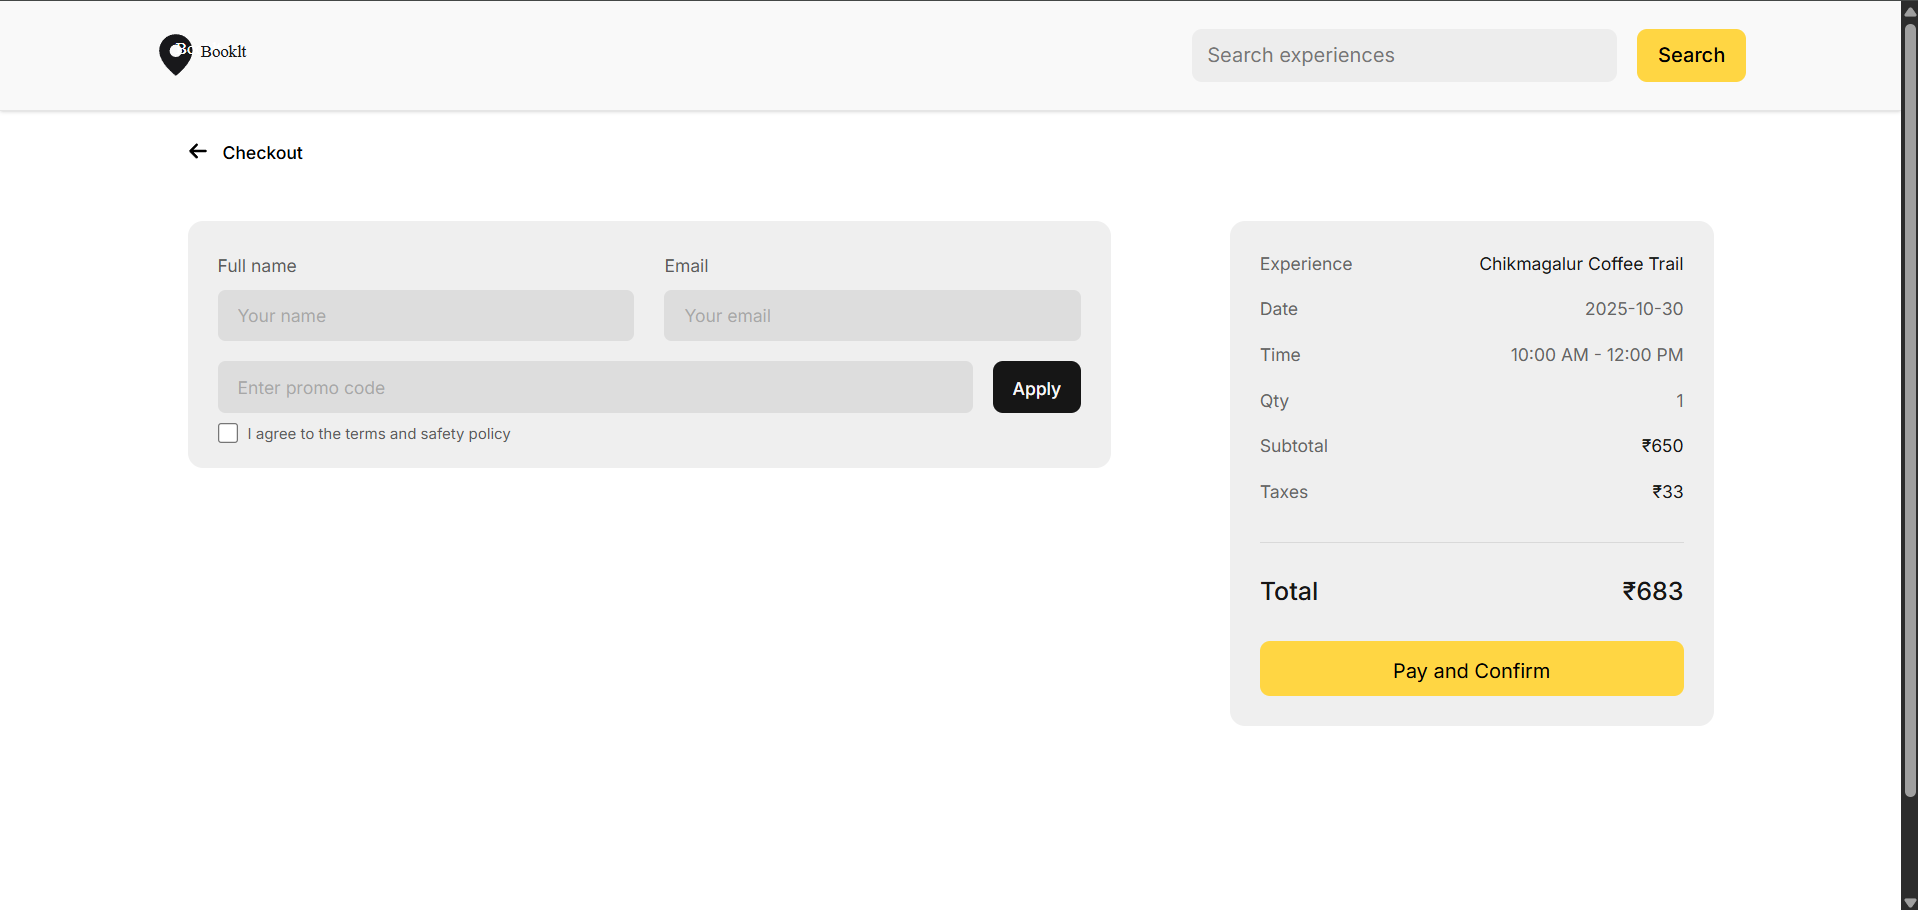 Bo
BookIt
Search experiences
Search
Checkout
Full name
Email
Your name
Your email
Enter promo code
Apply
I agree to the terms and safety policy
Experience Chikmagalur Coffee Trail
Date 2025-10-30
Time 10:00 AM - 12:00 PM
Qty 1
Subtotal ₹650
Taxes ₹33
Total ₹683
Pay and Confirm